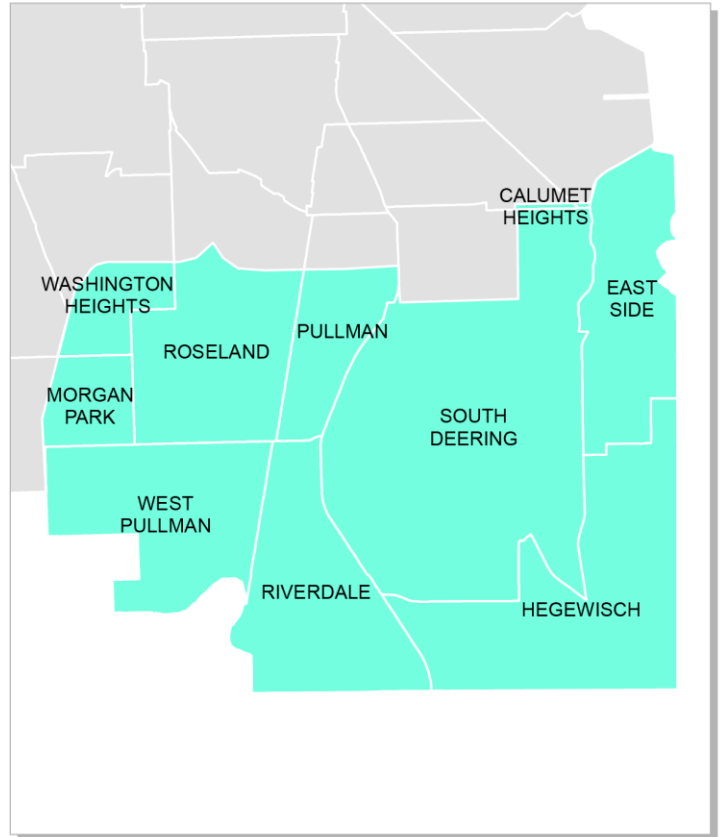 CALUMET
HEIGHTS
WASHINGTON
HEIGHTS
EAST
SIDE
PULLMAN
ROSELAND
MORGAN
PARK
SOUTH
DEERING
WEST
PULLMAN
RIVERDALE
HEGEWISCH